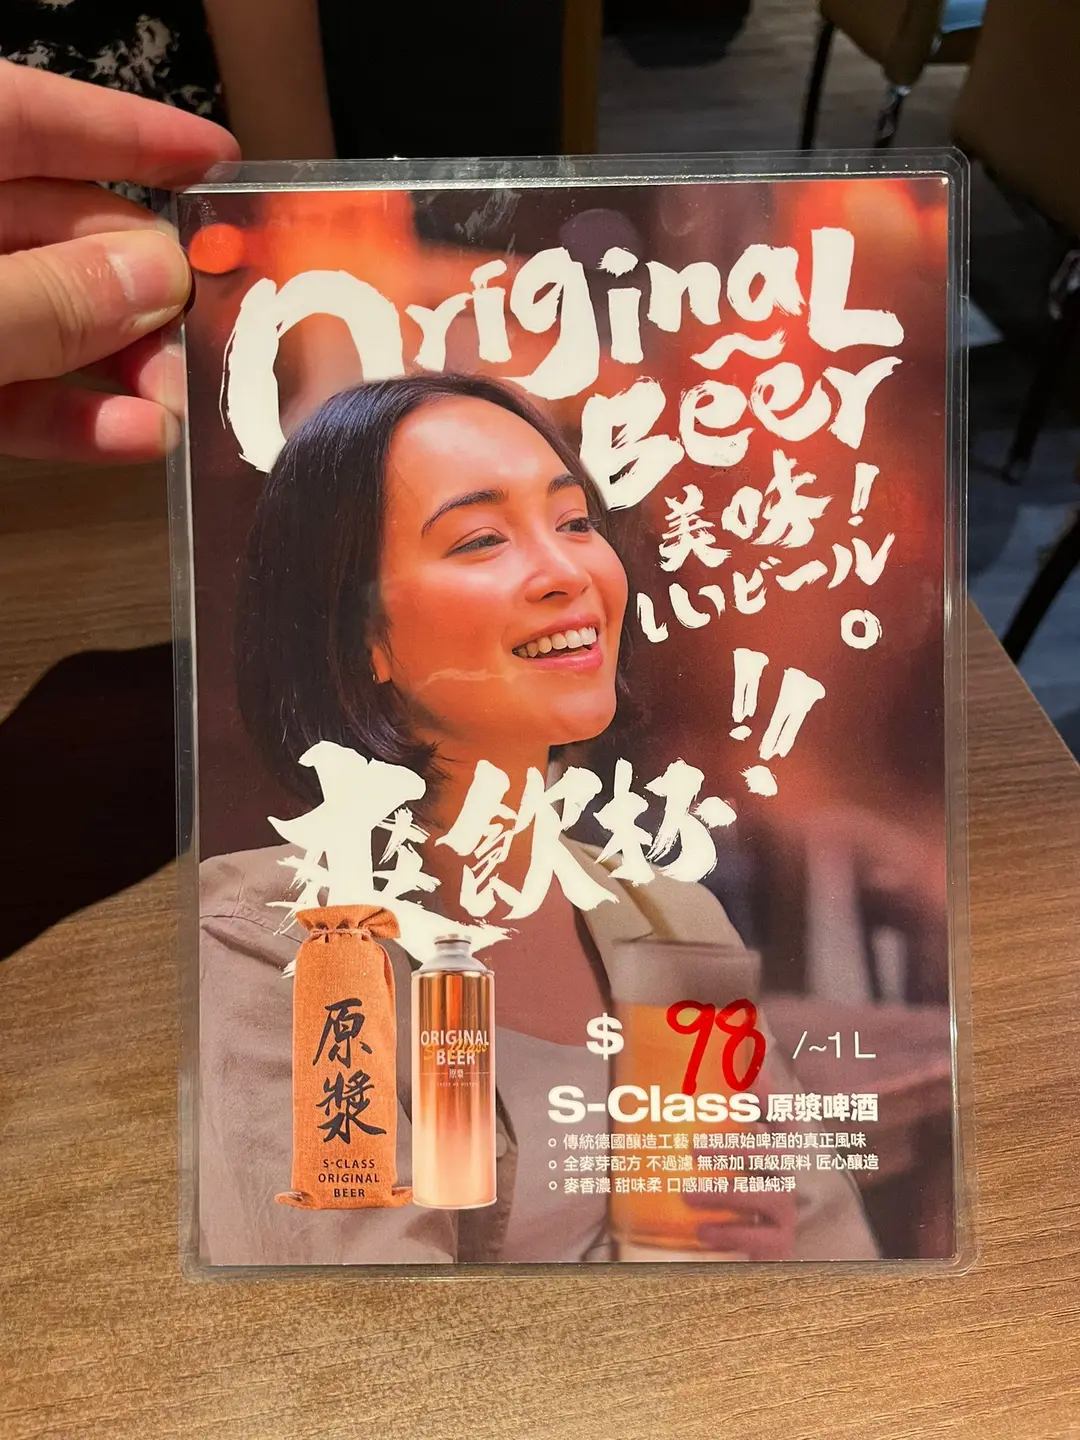 Original
Beer
美味！
しいビール。
!!
爽飲杯
原漿
S-CLASS
ORIGINAL
BEER
ORIGINAL
S-Class
BEER
原漿
$ 98 /~1L
S-Class 原漿啤酒
傳統德國釀造工藝 體現原始啤酒的真正風味
全麥芽配方 不過濾 無添加 頂級原料 匠心釀造
麥香濃 甜味柔 口感順滑 尾韻純淨